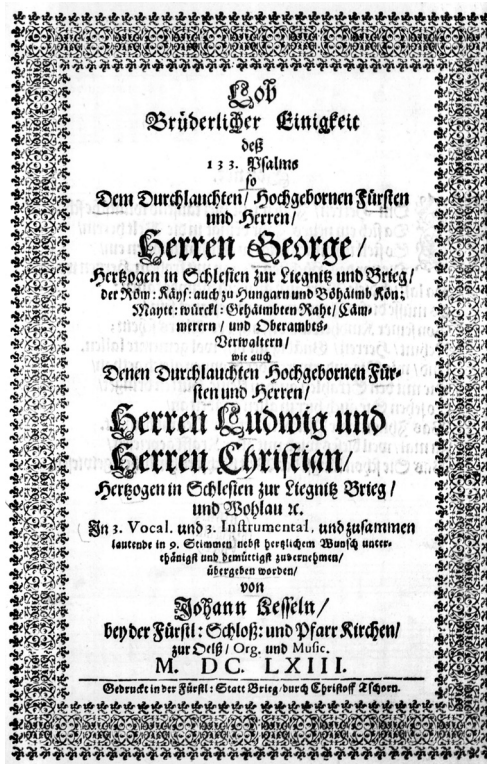 Lob
Brüderlicher Einigkeit
deß
133. Psalms
so
Dem Durchlauchten/ Hochgebornen Fürsten
und Herren/
Herren George/
Hertzogen in Schlesien zur Liegnitz und Brieg/
der Röm: Käys: auch zu Hungarn und Böhäimb Kön:
Maytt: würckl: Gehäimbten Raht/ Cäm-
merern/ und Oberambts-
Verwaltern/
wie auch
Denen Durchlauchten Hochgebornen Für-
sten und Herren/
Herren Ludwig und
Herren Christian/
Hertzogen in Schlesien zur Liegnitz Brieg/
und Wohlau ꝛc.
In 3. Vocal. und 3. Instrumental. und zusammen
lautende in 9. Stimmen nebst hertzlichem Wunsch unter-
thänigst und demüttigst zuvernehmen/
übergeben worden/
von
Johann Kesseln/
bey der Fürstl: Schloß: und Pfarr Kirchen/
zur Oelß/ Org. und Music.
M. DC. LXIII.
Gedruckt in der Fürstl: Statt Brieg/ durch Christoff Tschorn.